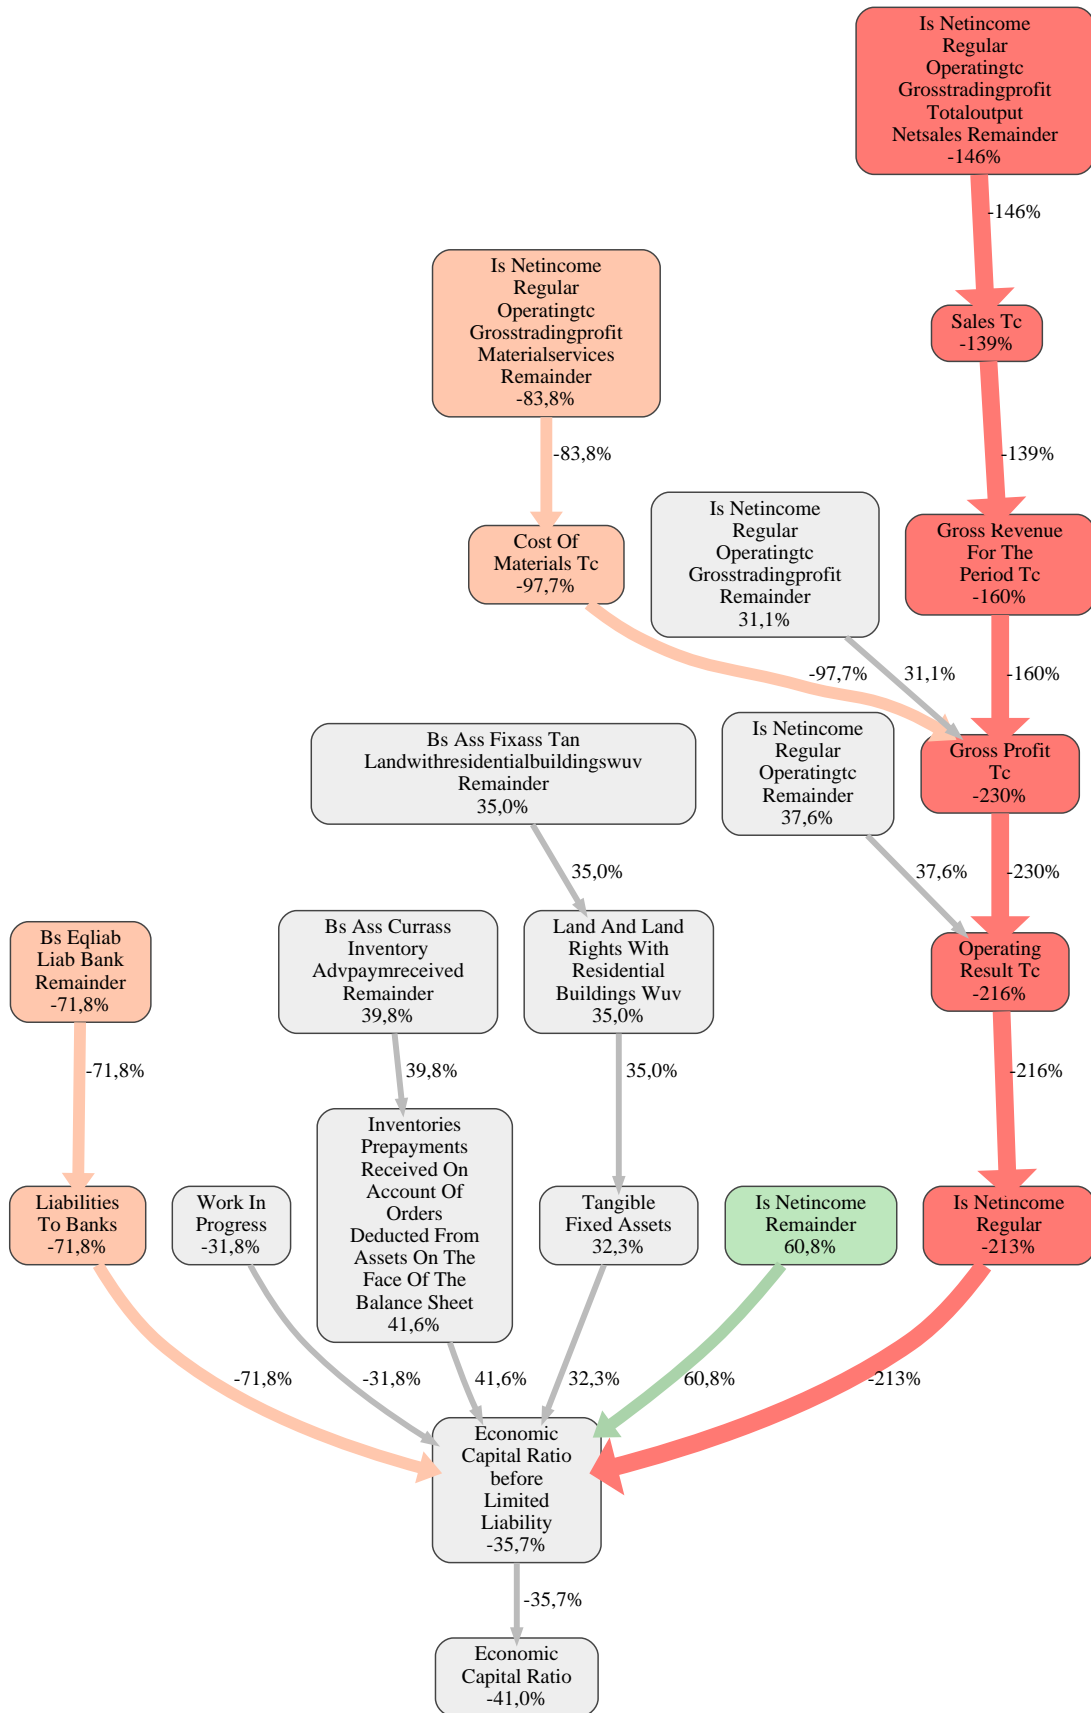 Is Netincome
Regular
Operatingtc
Grosstradingprofit
Totaloutput
Netsales Remainder
-146%
-146%
Sales Tc
-139%
-139%
Is Netincome
Regular
Operatingtc
Grosstradingprofit
Materialservices
Remainder
-83,8%
-83,8%
Cost Of
Materials Tc
-97,7%
-97,7%
Is Netincome
Regular
Operatingtc
Grosstradingprofit
Remainder
31,1%
31,1%
Gross Revenue
For The
Period Tc
-160%
-160%
Bs Ass Fixass Tan
Landwithresidentialbuildingswuv
Remainder
35,0%
35,0%
Is Netincome
Regular
Operatingtc
Remainder
37,6%
37,6%
Gross Profit
Tc
-230%
-230%
Bs Eqliab
Liab Bank
Remainder
-71,8%
-71,8%
Bs Ass Currass
Inventory
Advpaymreceived
Remainder
39,8%
39,8%
Land And Land
Rights With
Residential
Buildings Wuv
35,0%
35,0%
Operating
Result Tc
-216%
-216%
Liabilities
To Banks
-71,8%
-71,8%
Work In
Progress
-31,8%
-31,8%
Inventories
Prepayments
Received On
Account Of
Orders
Deducted From
Assets On The
Face Of The
Balance Sheet
41,6%
41,6%
Tangible
Fixed Assets
32,3%
32,3%
Is Netincome
Remainder
60,8%
60,8%
Is Netincome
Regular
-213%
-213%
Economic
Capital Ratio
before
Limited
Liability
-35,7%
-35,7%
Economic
Capital Ratio
-41,0%